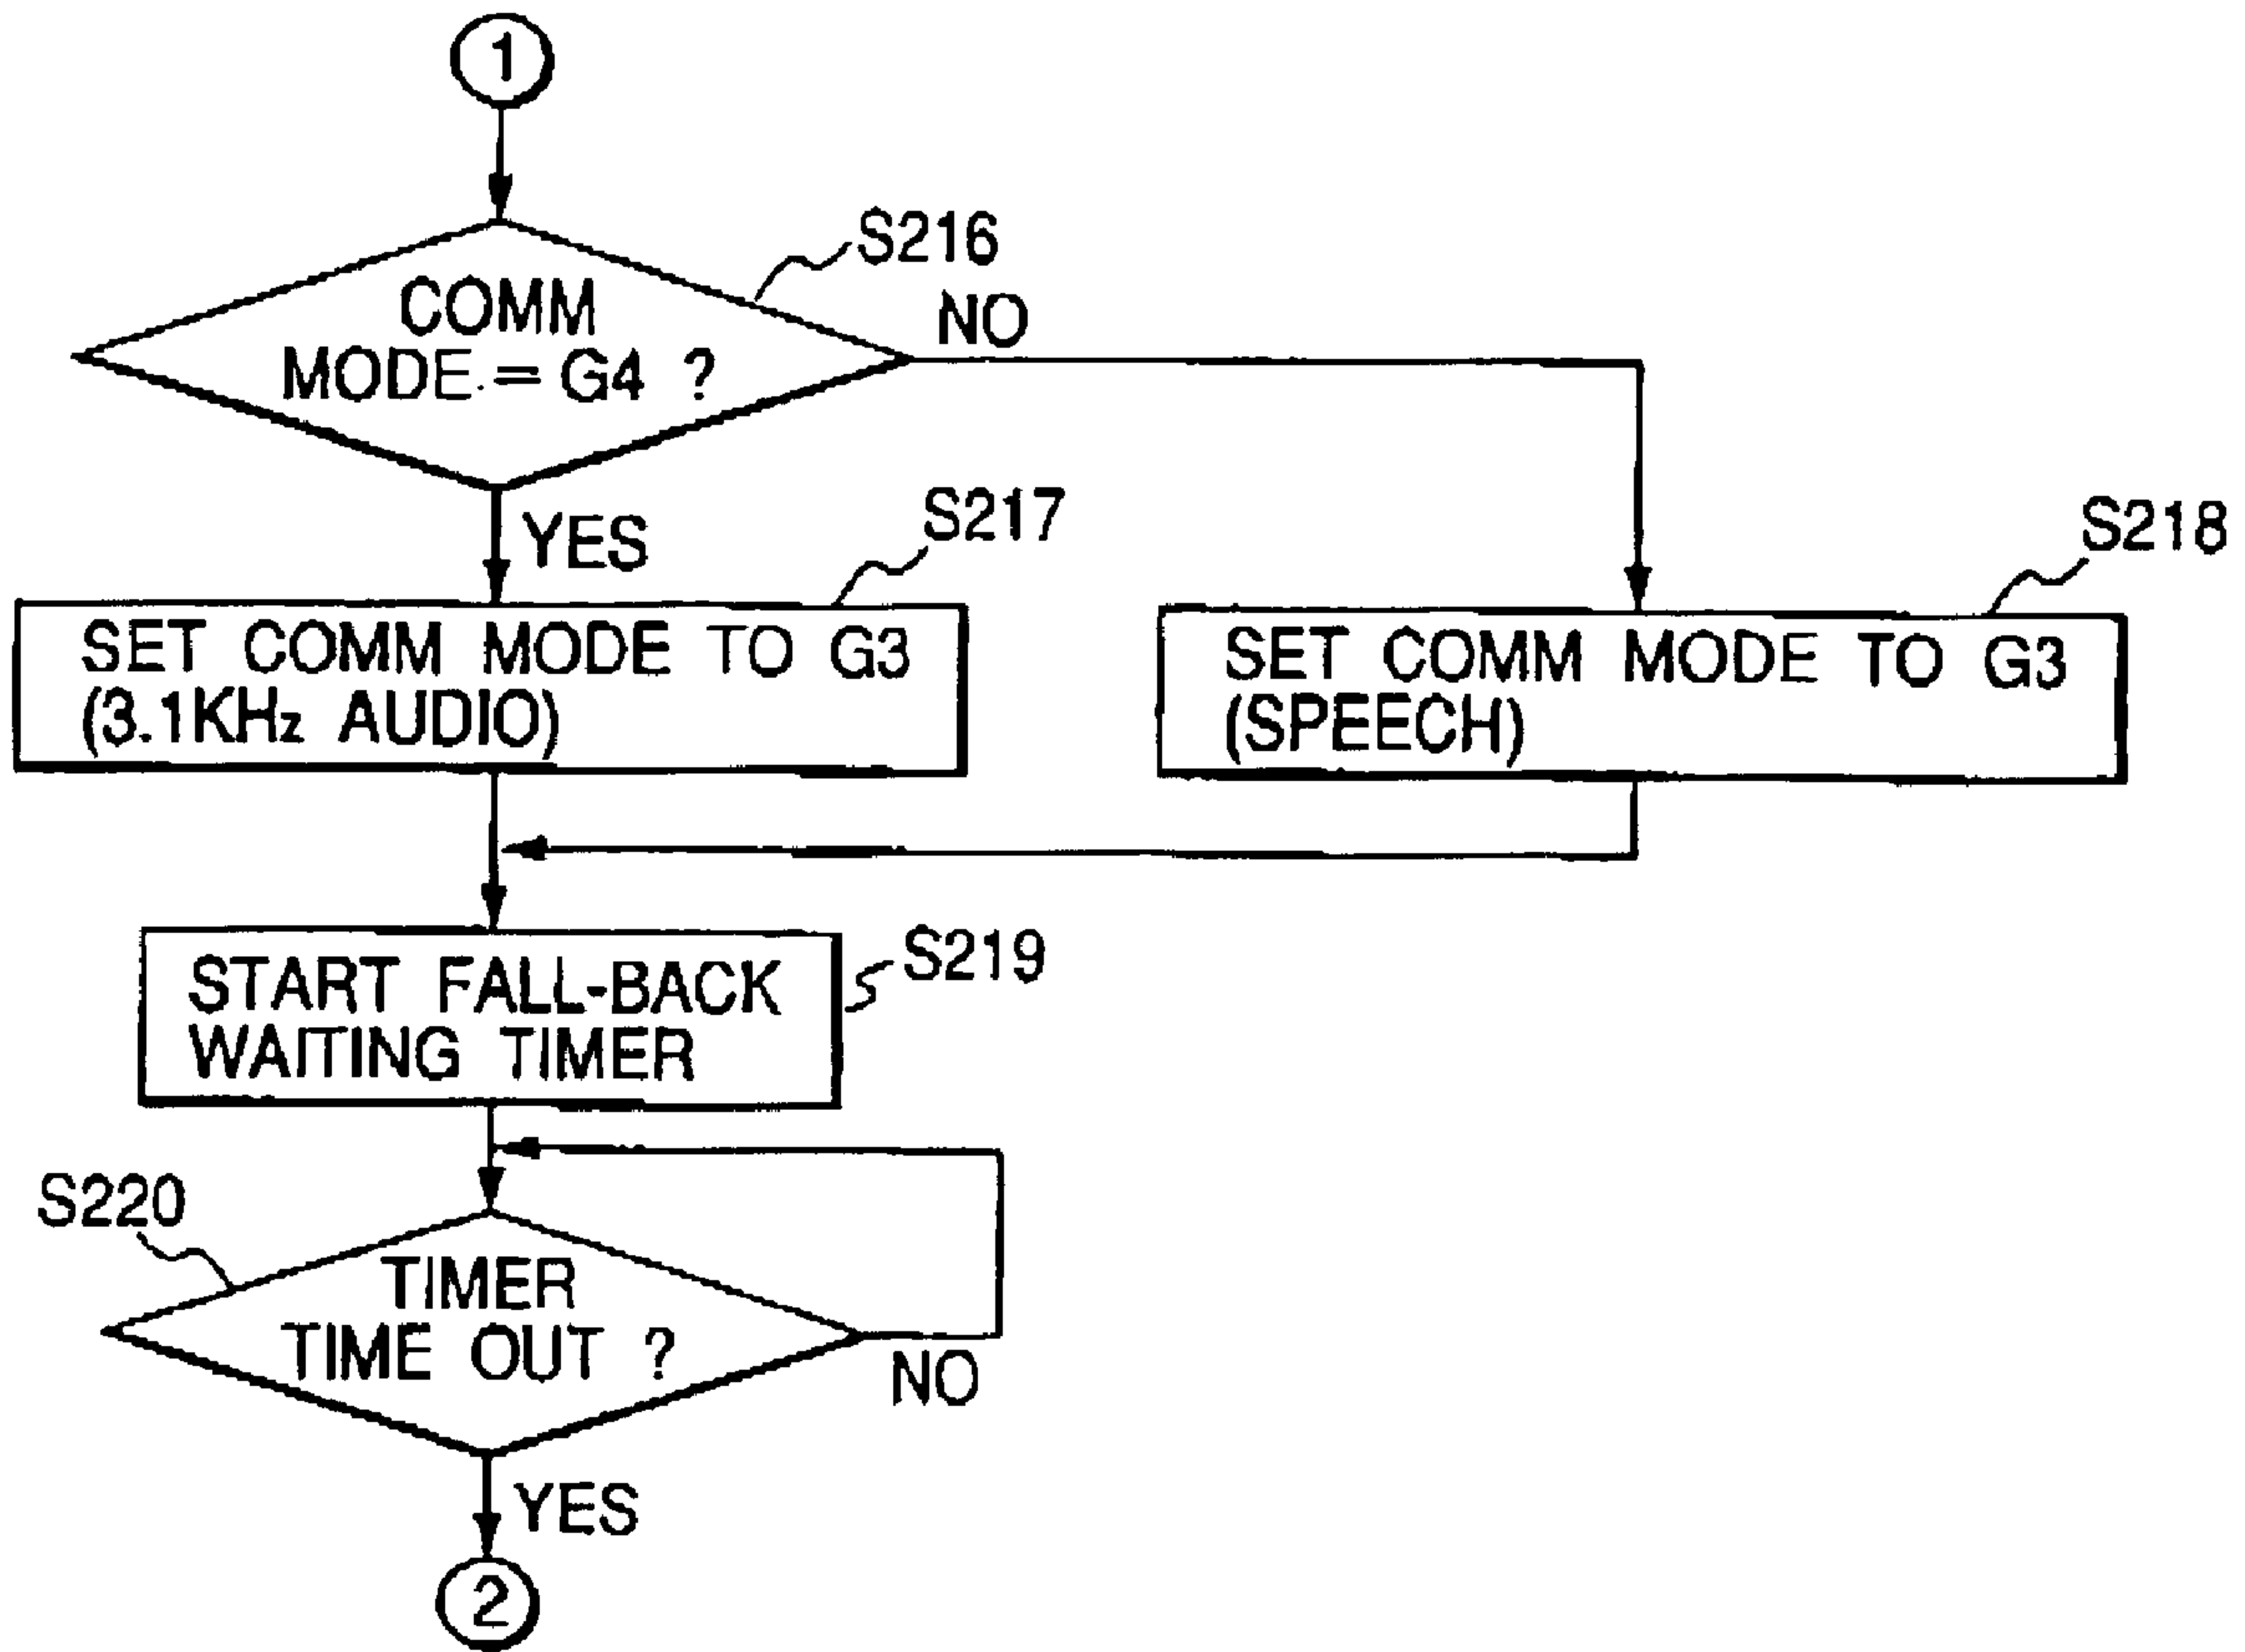 1
S216
COMM
MODE = G4 ?
NO
YES
S217
S218
SET COMM MODE TO G3
(3.1KHz AUDIO)
SET COMM MODE TO G3
(SPEECH)
START FALL-BACK
WAITING TIMER
S219
S220
TIMER
TIME OUT ?
NO
YES
2